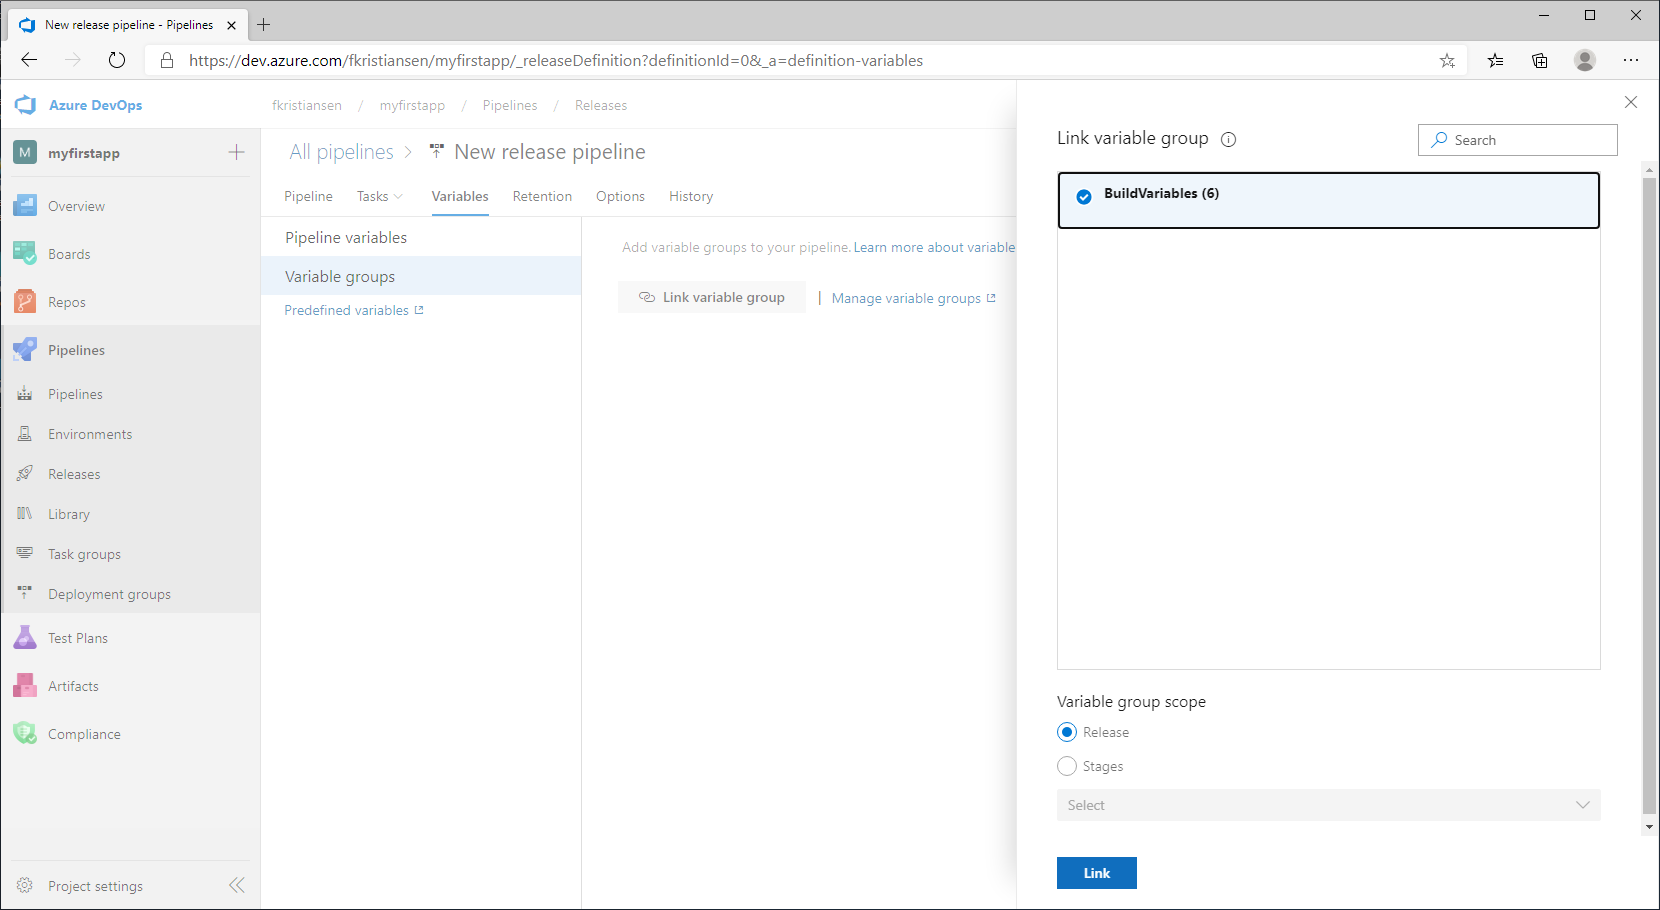 New release pipeline - Pipelines
https://dev.azure.com/fkristiansen/myfirstapp/_releaseDefinition?definitionId=0&_a=definition-variables
Azure DevOps
fkristiansen / myfirstapp / Pipelines / Releases
M myfirstapp
Overview
Boards
Repos
Pipelines
Pipelines
Environments
Releases
Library
Task groups
Deployment groups
Test Plans
Artifacts
Compliance
Project settings
All pipelines > New release pipeline
Pipeline Tasks Variables Retention Options History
Pipeline variables
Variable groups
Predefined variables
Add variable groups to your pipeline. Learn more about variable
Link variable group | Manage variable groups
Link variable group
Search
BuildVariables (6)
Variable group scope
Release
Stages
Select
Link